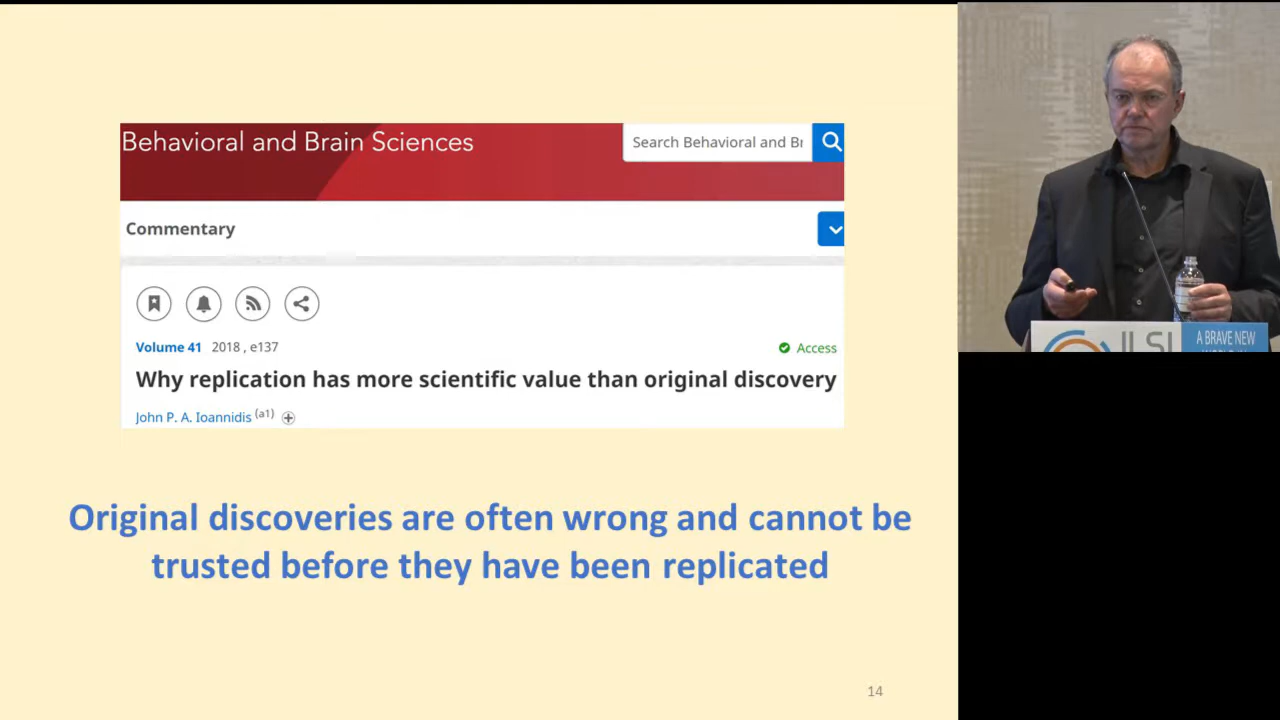 Behavioral and Brain Sciences
Search Behavioral and Br
Commentary
Volume 41 2018 , e137
Access
Why replication has more scientific value than original discovery
John P. A. Ioannidis (a1)
Original discoveries are often wrong and cannot be
trusted before they have been replicated
14
ILSI
A BRAVE NEW